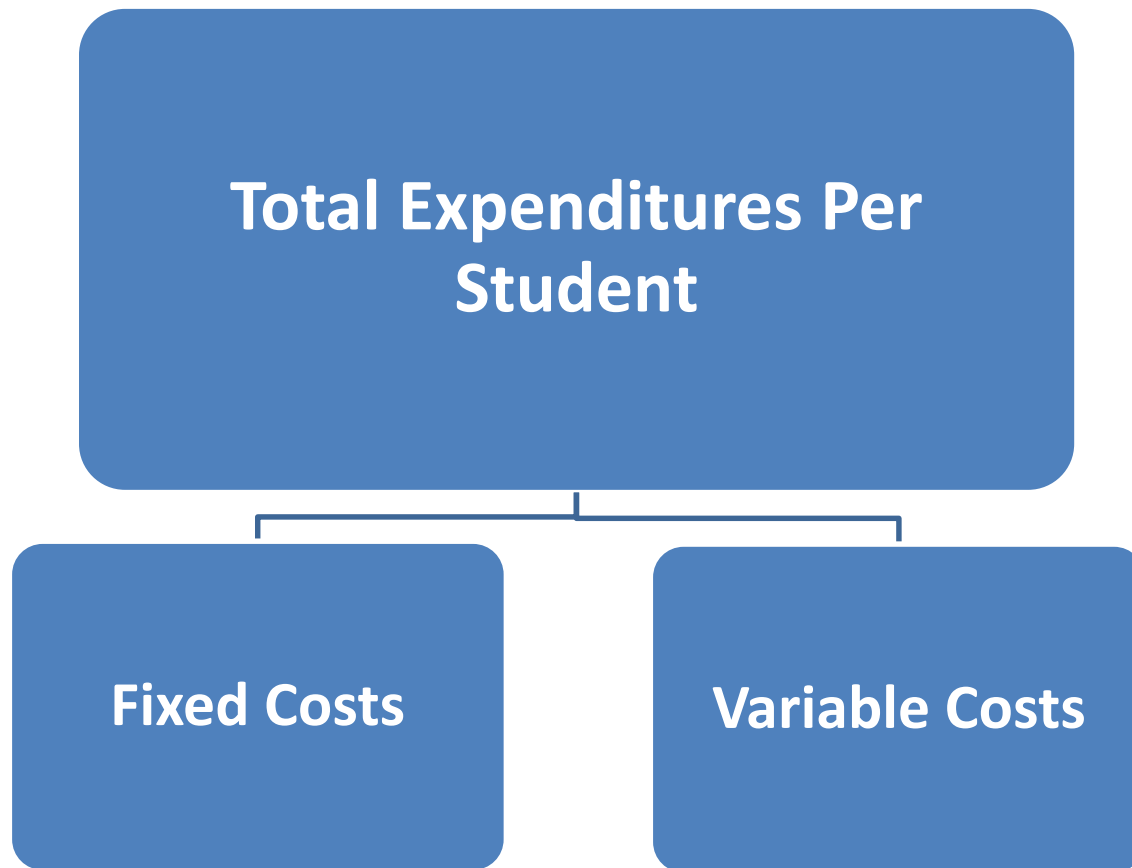 Total Expenditures Per
Student
Fixed Costs
Variable Costs